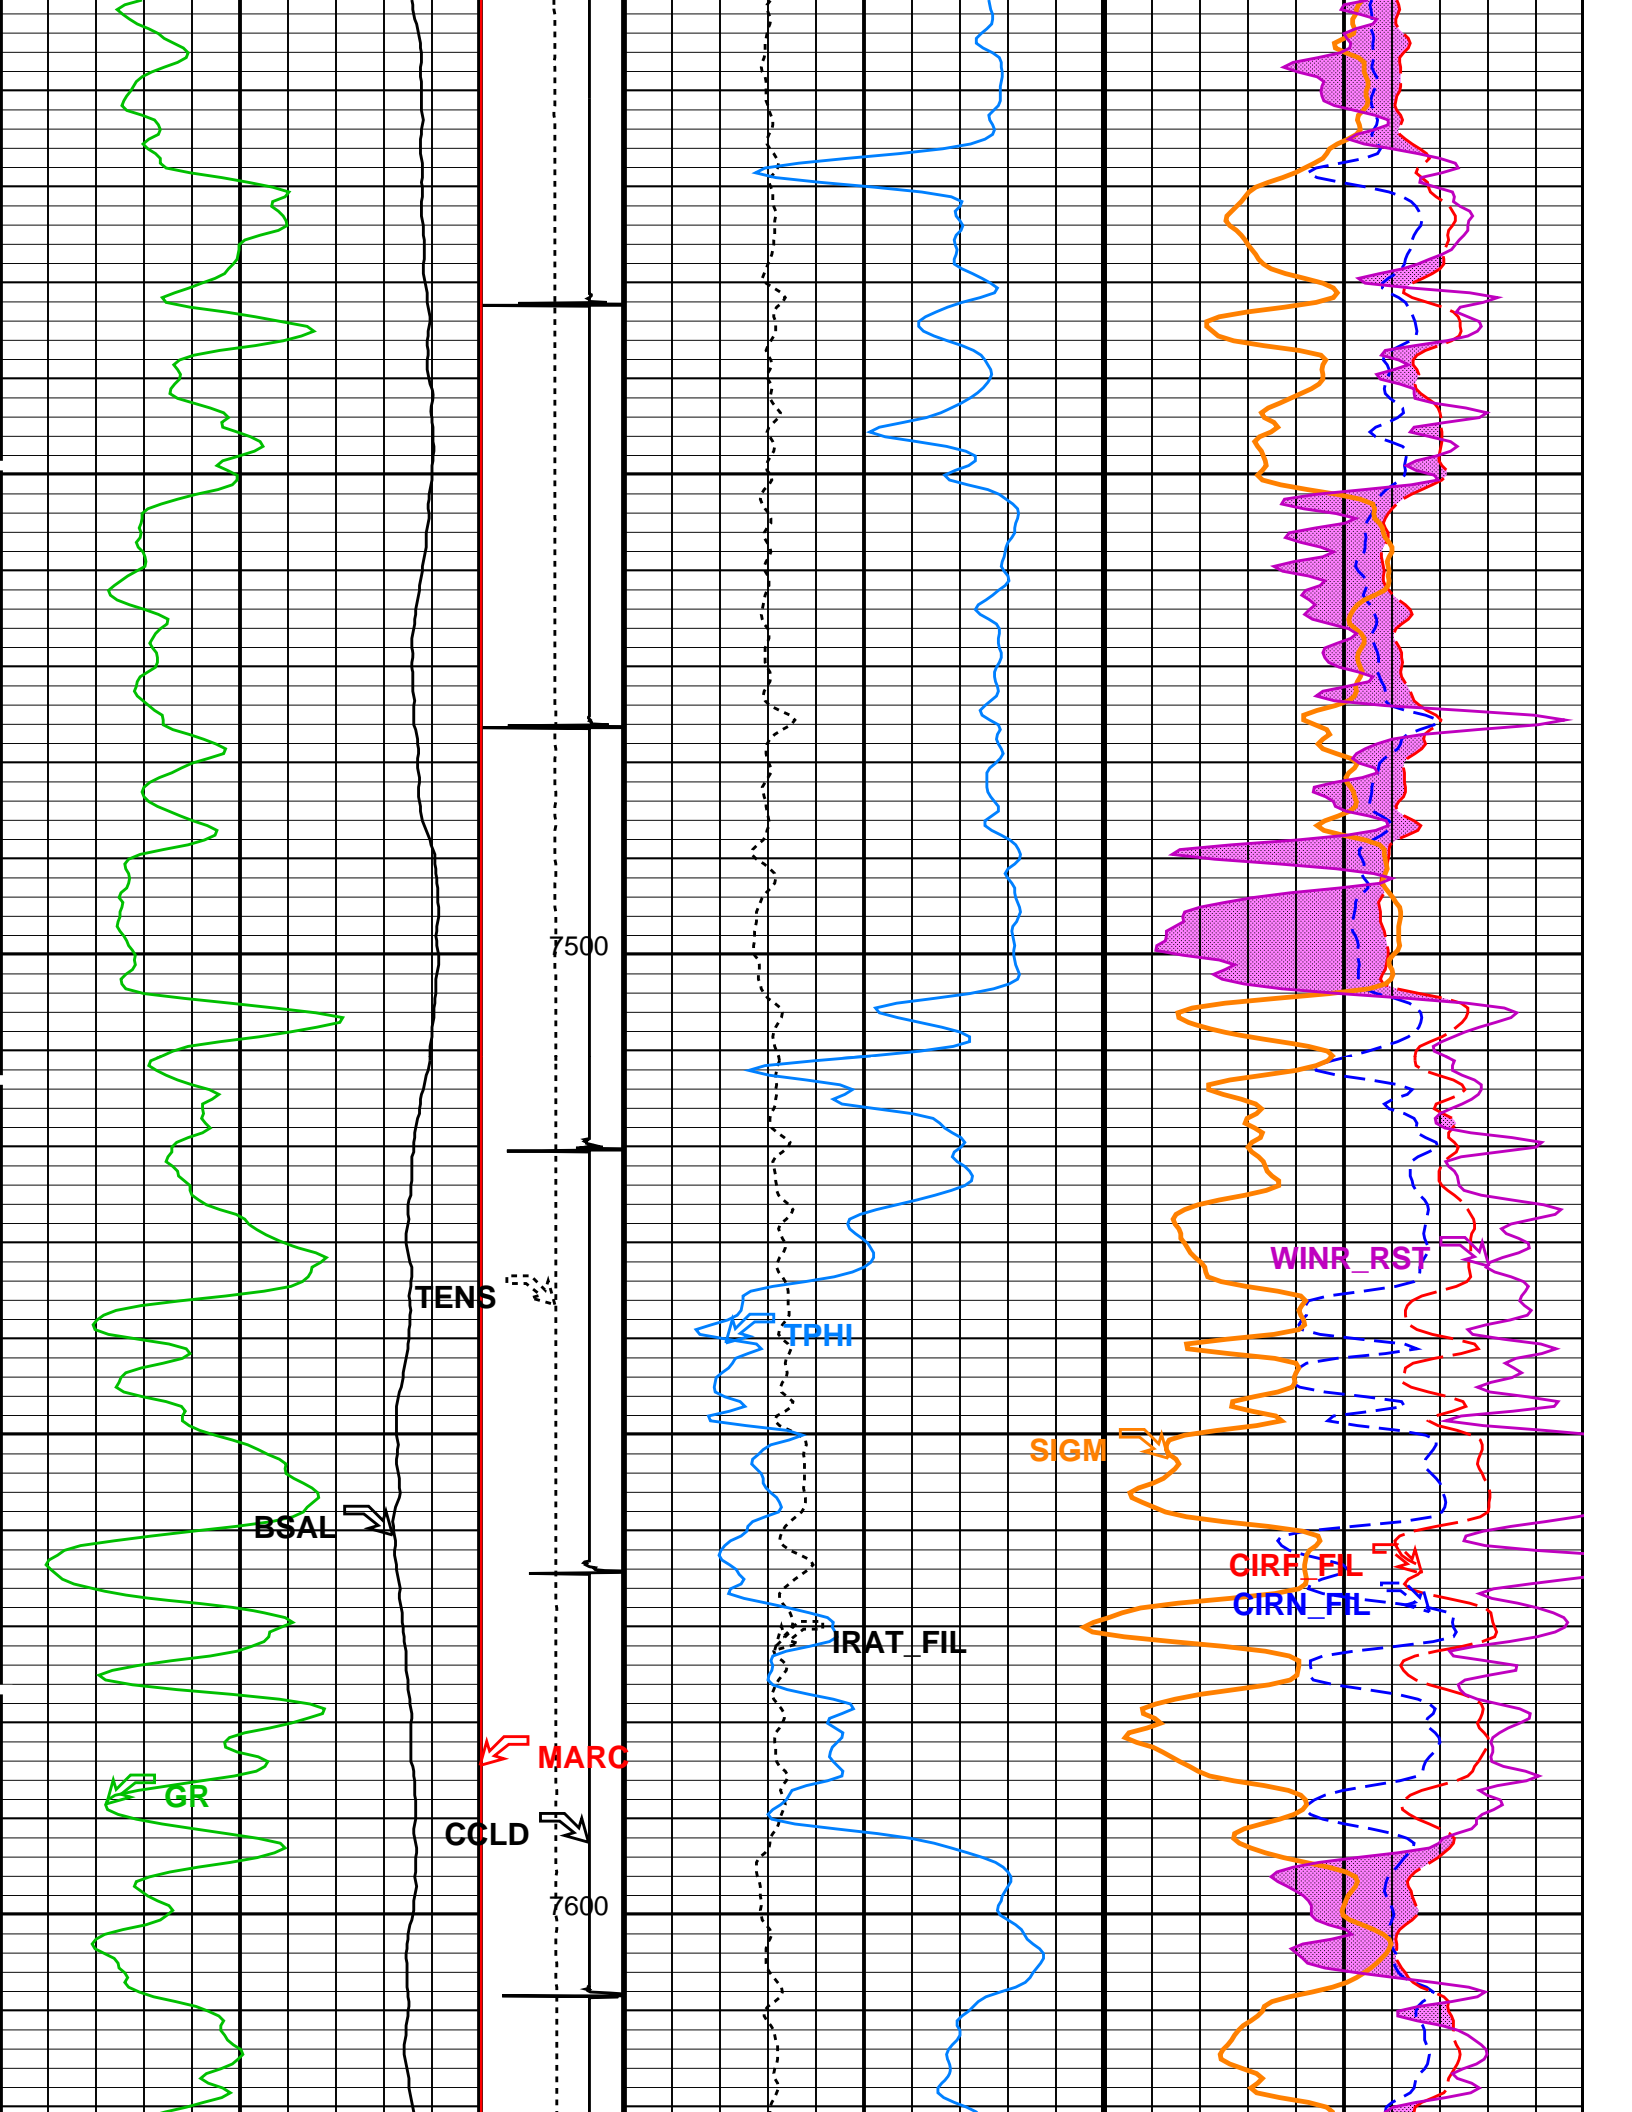 7500
WINR_RST
TENS
TPHI
SIGM
BSAL
CIRF_FIL
CIRN_FIL
IRAT_FIL
MARC
GR
CCLD
7600